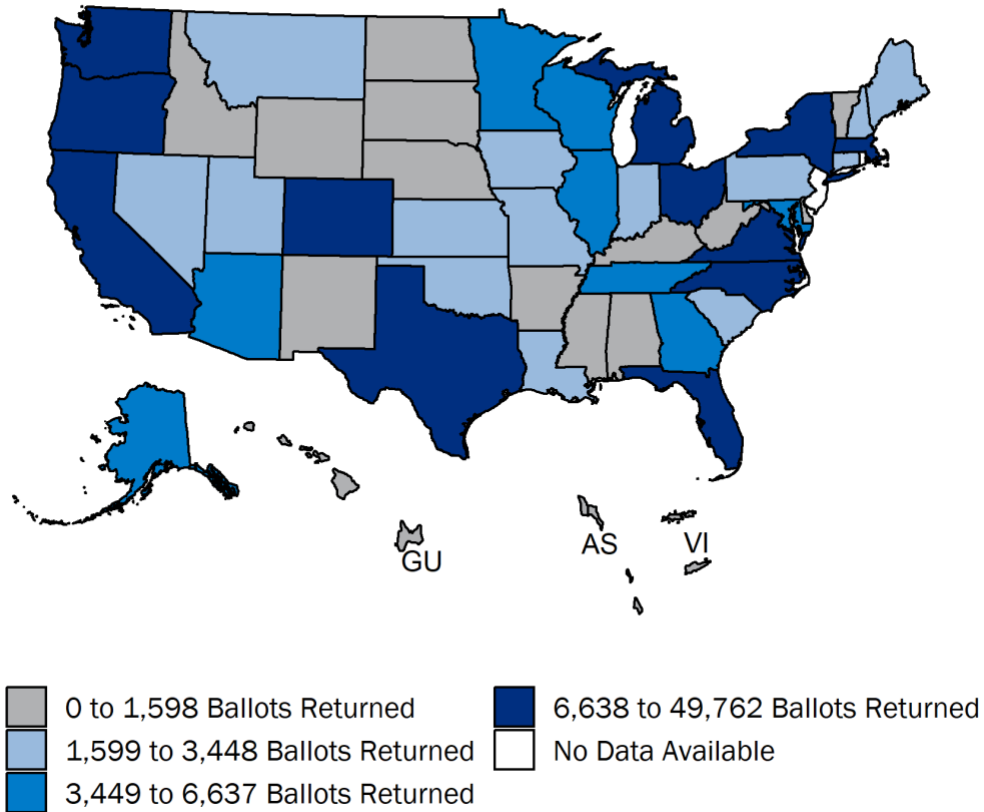 GU
AS
VI
0 to 1,598 Ballots Returned
1,599 to 3,448 Ballots Returned
3,449 to 6,637 Ballots Returned
6,638 to 49,762 Ballots Returned
No Data Available